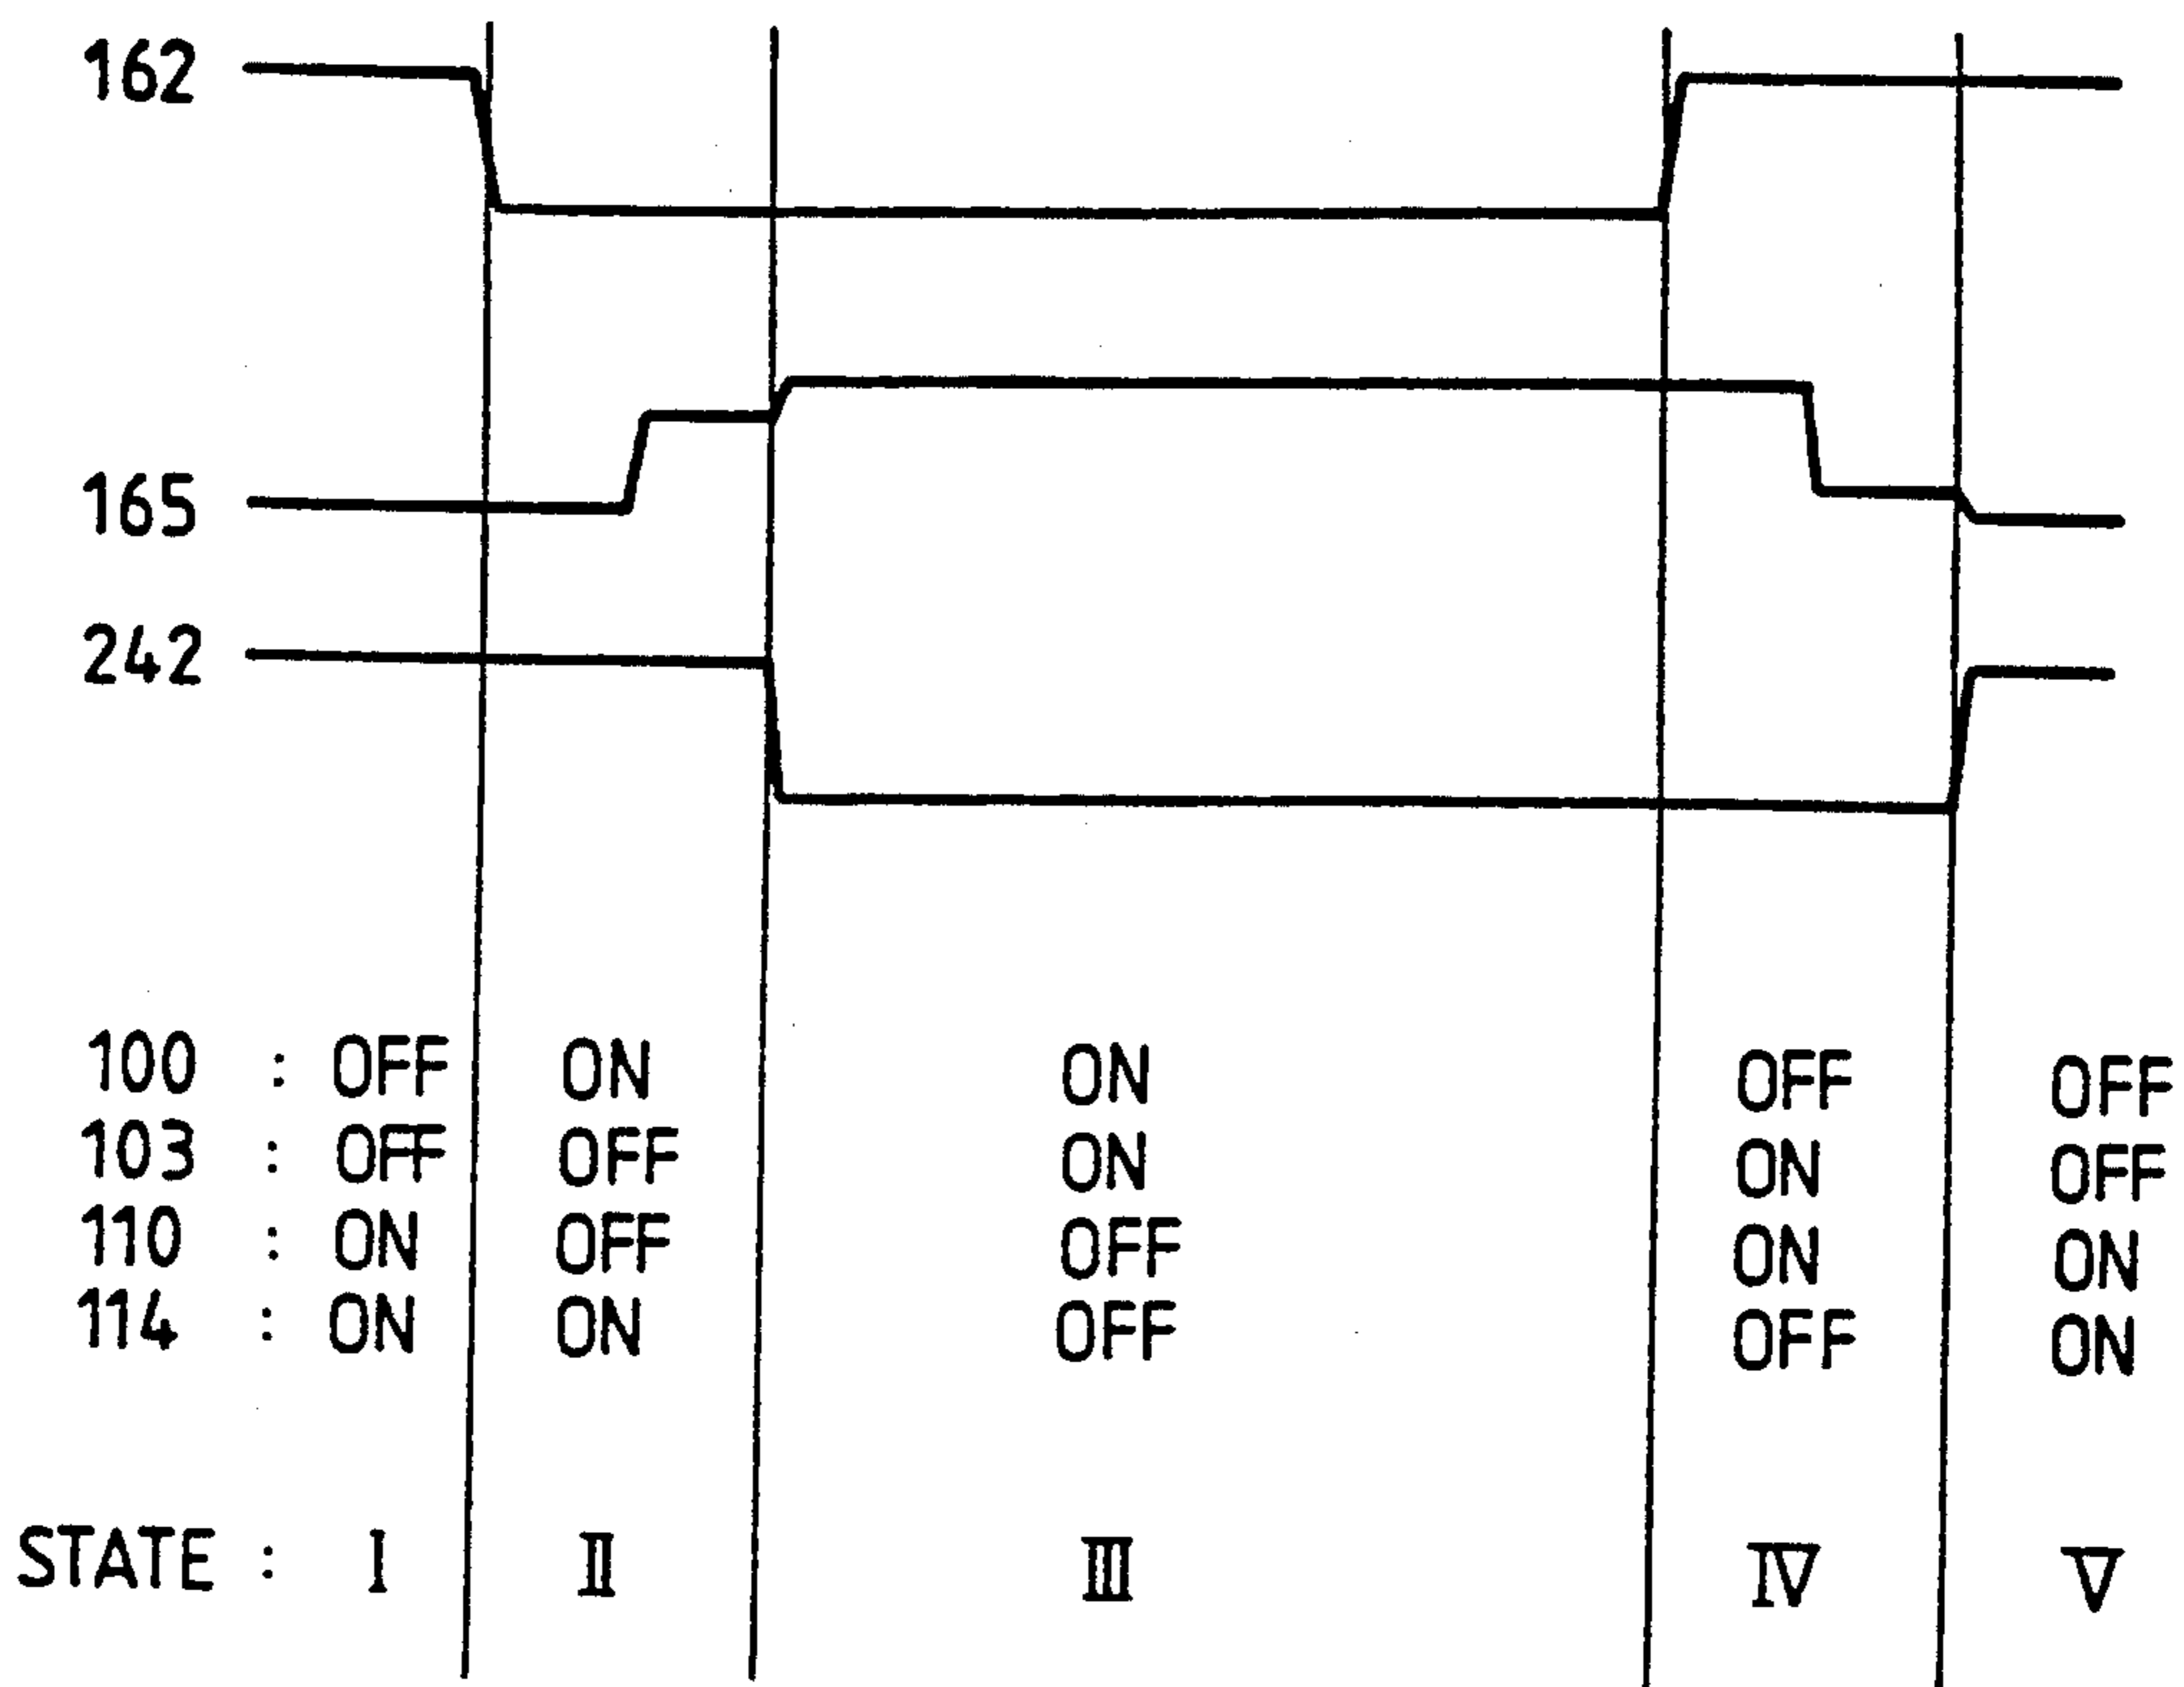 162
165
242
100 : OFF ON ON OFF OFF
103 : OFF OFF ON ON OFF
110 : ON OFF OFF ON ON
114 : ON ON OFF OFF ON
STATE : I II III IV V